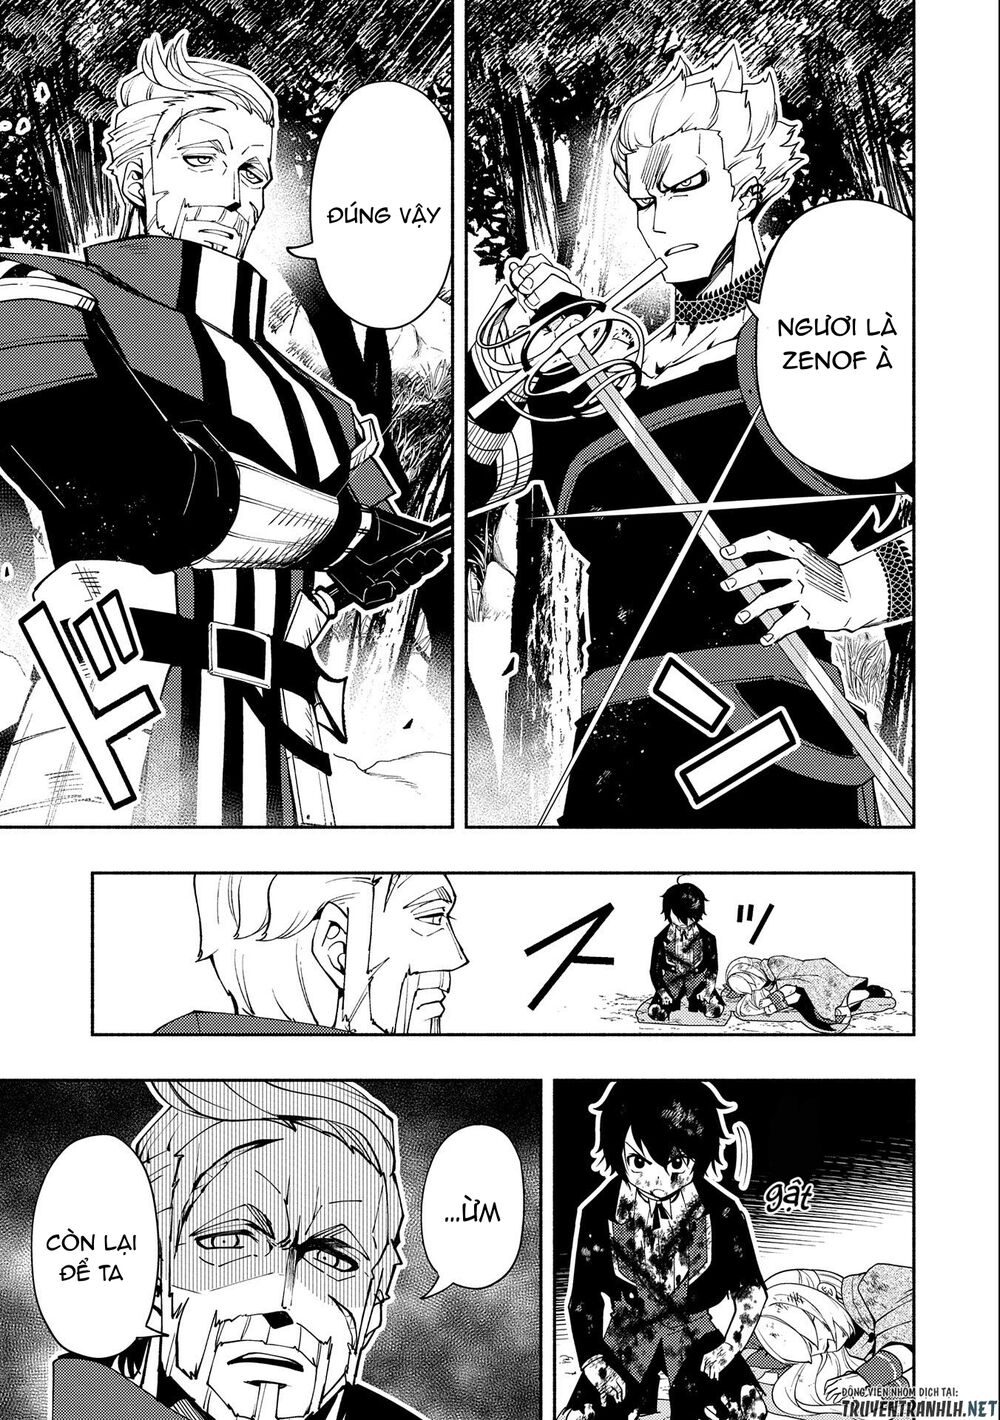 NGƯƠI LÀ
ZENOF À
ĐÚNG VẬY
ドン
スッ
gật
...ỪM
CÒN LẠI
ĐỂ TA
ĐỘNG VIÊN NHÓM DỊCH TẠI:
TRUYENTRANHLH.NET